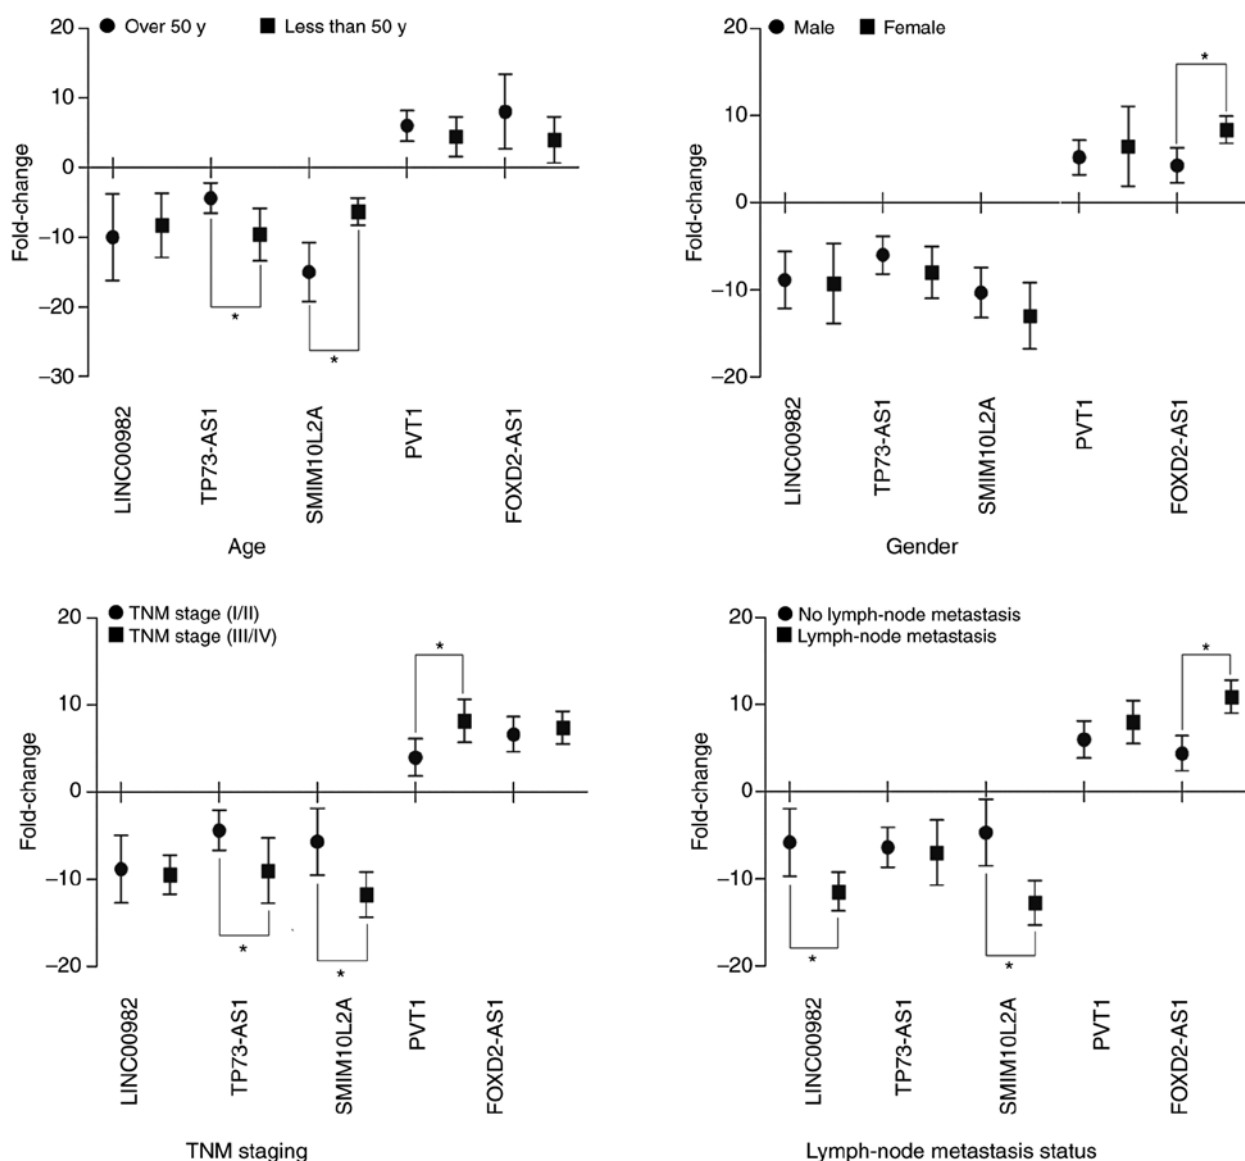 Over 50 y
Less than 50 y
20
10
0
−10
−20
−30
Fold-change
*
*
LINC00982
TP73-AS1
SMIM10L2A
PVT1
FOXD2-AS1
Age
Male
Female
20
10
0
−10
−20
Fold-change
*
LINC00982
TP73-AS1
SMIM10L2A
PVT1
FOXD2-AS1
Gender
TNM stage (I/II)
TNM stage (III/IV)
20
10
0
−10
−20
Fold-change
*
*
*
LINC00982
TP73-AS1
SMIM10L2A
PVT1
FOXD2-AS1
TNM staging
No lymph-node metastasis
Lymph-node metastasis
20
10
0
−10
−20
Fold-change
*
*
*
LINC00982
TP73-AS1
SMIM10L2A
PVT1
FOXD2-AS1
Lymph-node metastasis status